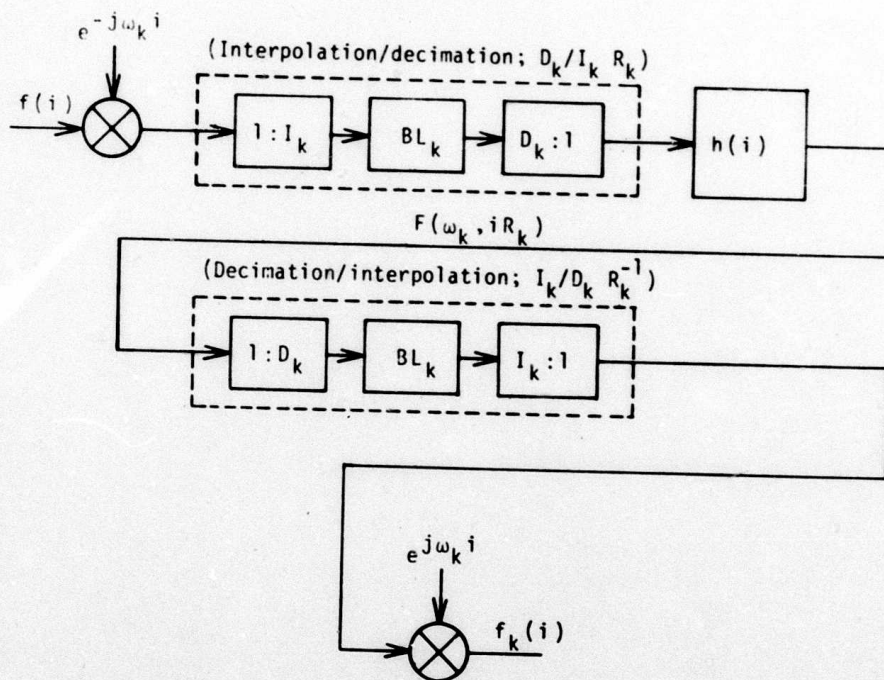 e^{-jω_k i}
(Interpolation/decimation; D_k/I_k R_k)
f(i)
1:I_k
BL_k
D_k:1
h(i)
F(ω_k, iR_k)
(Decimation/interpolation; I_k/D_k R_k^{-1})
1:D_k
BL_k
I_k:1
e^{jω_k i}
f_k(i)